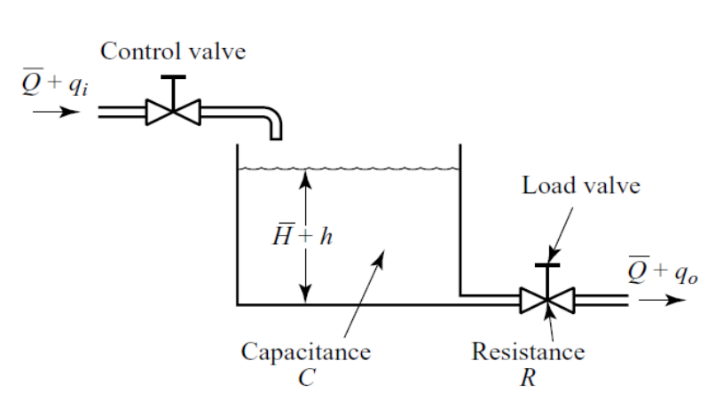 Control valve
Q̅ + qᵢ
Load valve
H̅ + h
Q̅ + qₒ
Capacitance
C
Resistance
R